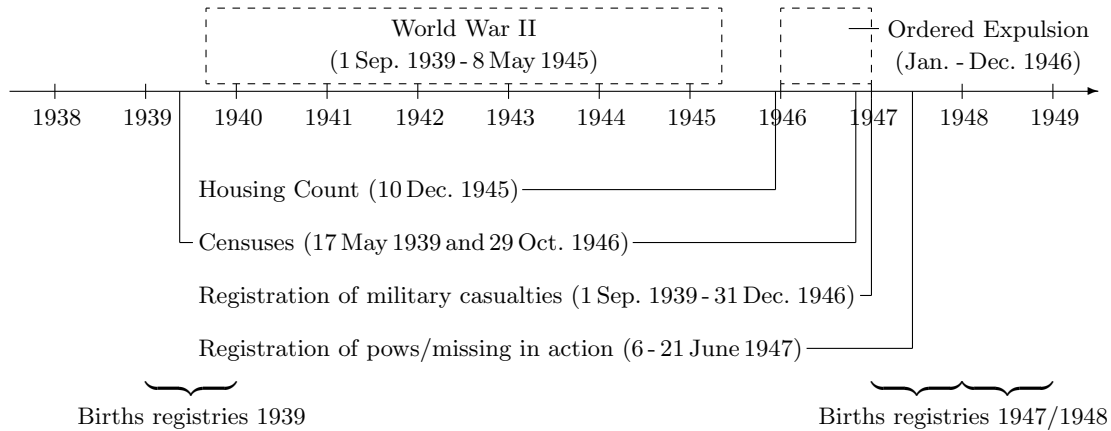 World War II
(1 Sep. 1939 - 8 May 1945)
Ordered Expulsion
(Jan. - Dec. 1946)
1938 1939 1940 1941 1942 1943 1944 1945 1946 1947 1948 1949
Housing Count (10 Dec. 1945)
Censuses (17 May 1939 and 29 Oct. 1946)
Registration of military casualties (1 Sep. 1939 - 31 Dec. 1946)
Registration of pows/missing in action (6 - 21 June 1947)
Births registries 1939 Births registries 1947/1948